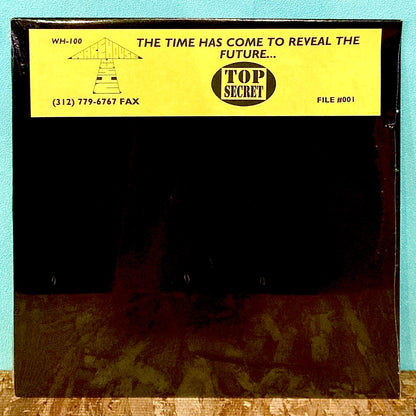 WH-100
THE TIME HAS COME TO REVEAL THE
FUTURE...
TOP
SECRET
(312) 779-6767 FAX
FILE #001